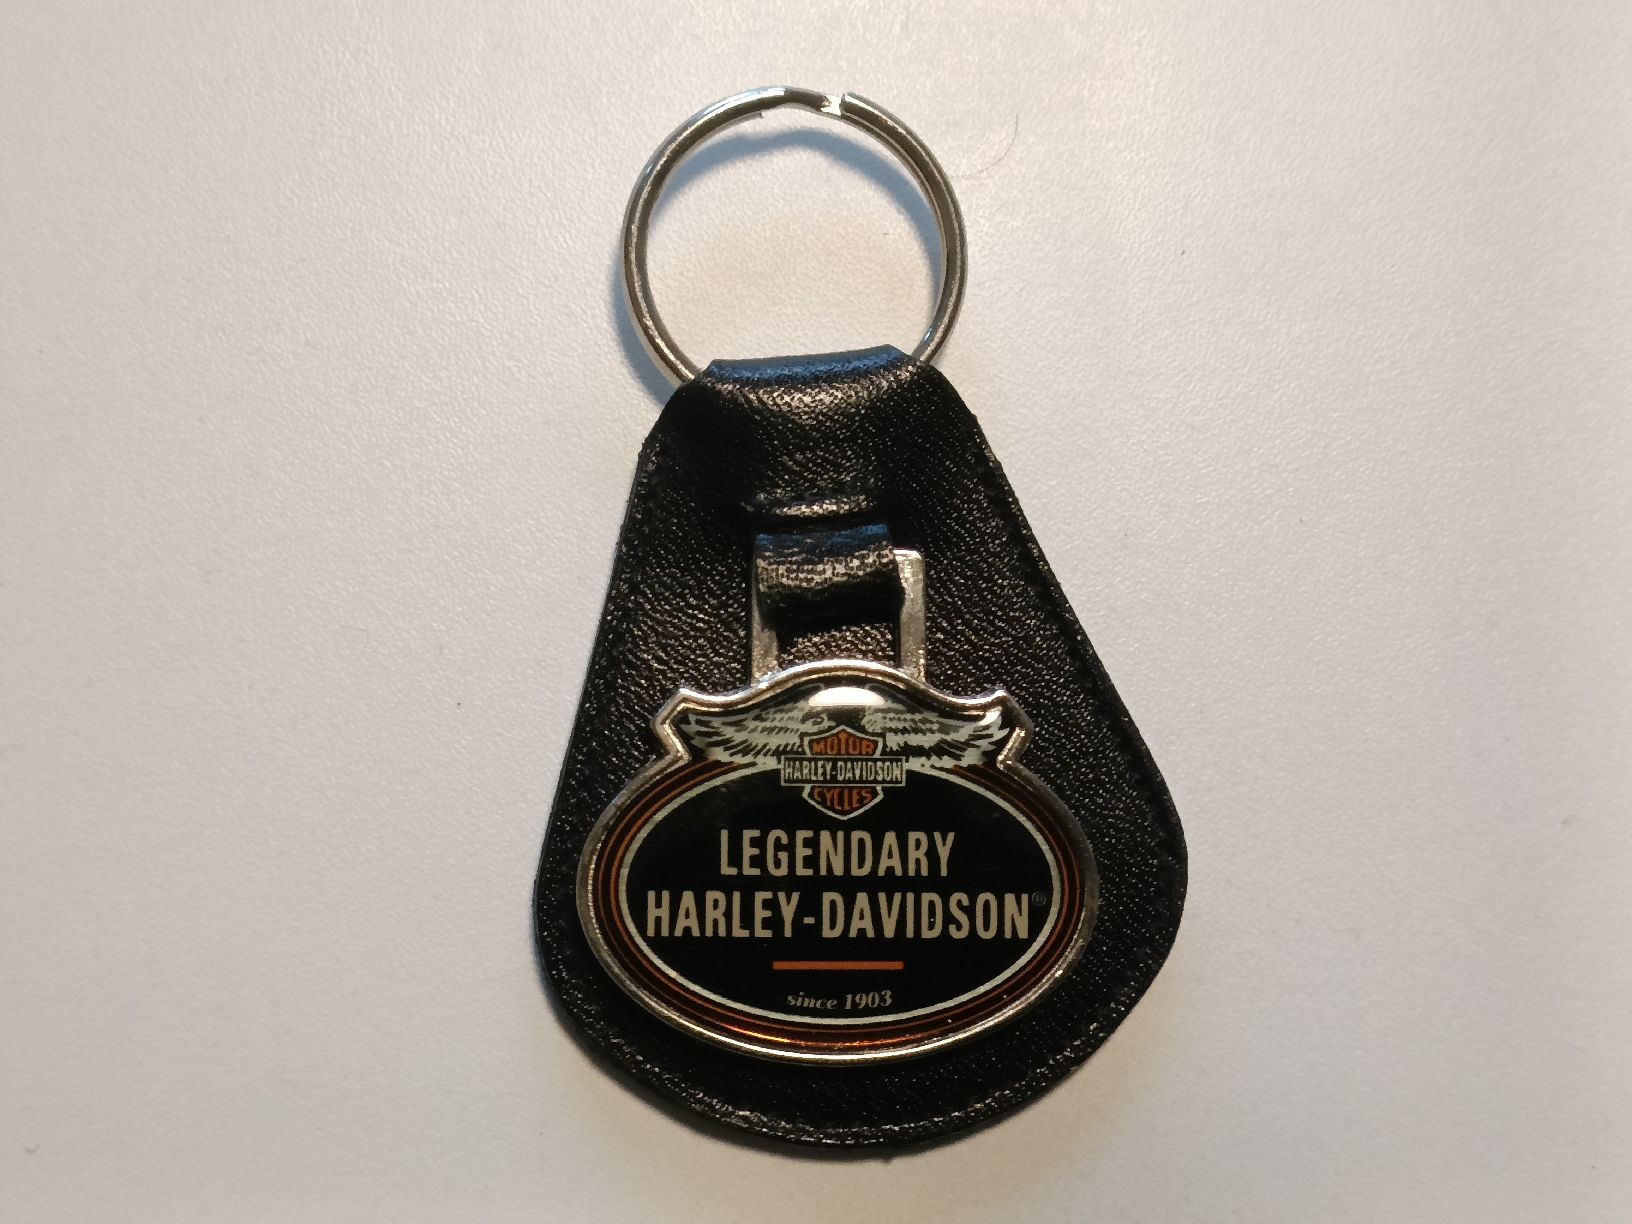 MOTOR
HARLEY-DAVIDSON
CYCLES
LEGENDARY
HARLEY-DAVIDSON®
since 1903